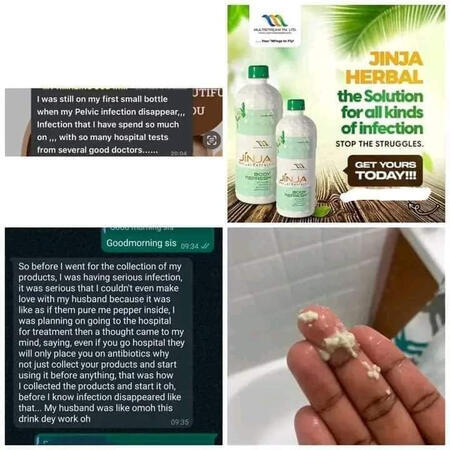 I was still on my first small bottle
when my Pelvic infection disappear,,,
Infection that I have spend so much
on ,,, with so many hospital tests
from several good doctors......
20:04
OU
MULTISTREAM TM. LTD.
JINJA
HERBAL
the Solution
for all kinds
of infection
STOP THE STRUGGLES.
GET YOURS
TODAY!!!
JINJA
JINJA
BODY
REFRESH
Goodmorning sis
09:34
So before I went for the collection of my
products, I was having serious infection,
it was serious that I couldn't even make
love with my husband because it was
like as if them pure me pepper inside, I
was planning on going to the hospital
for treatment then a thought came to my
mind, saying, even if you go hospital they
will only place you on antibiotics why
not just collect your products and start
using it before anything, that was how
I collected the products and start it oh,
before I know infection disappeared like
that... My husband was like omoh this
drink dey work oh
09:35